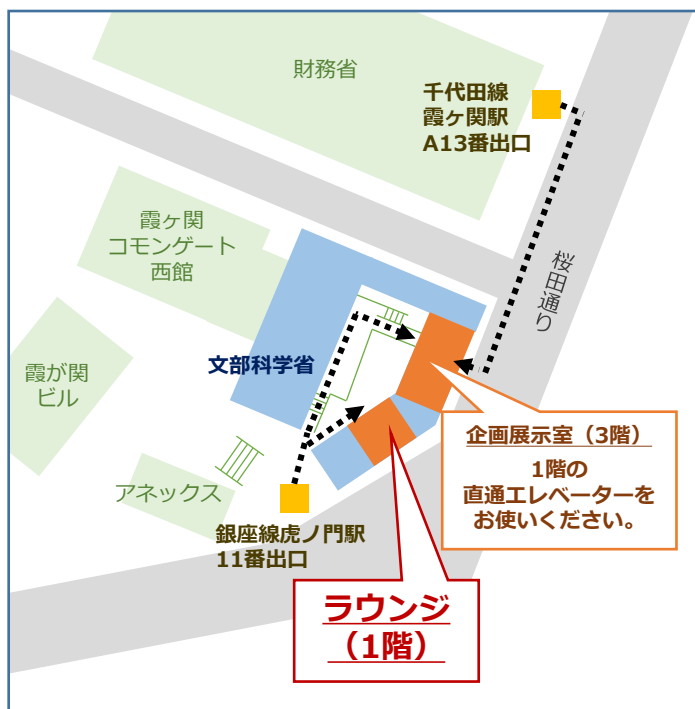 財務省
千代田線
霞ヶ関駅
A13番出口
霞ヶ関
コモンゲート
西館
桜田通り
文部科学省
霞が関
ビル
アネックス
銀座線虎ノ門駅
11番出口
企画展示室（3階）
1階の
直通エレベーターを
お使いください。
ラウンジ
（1階）